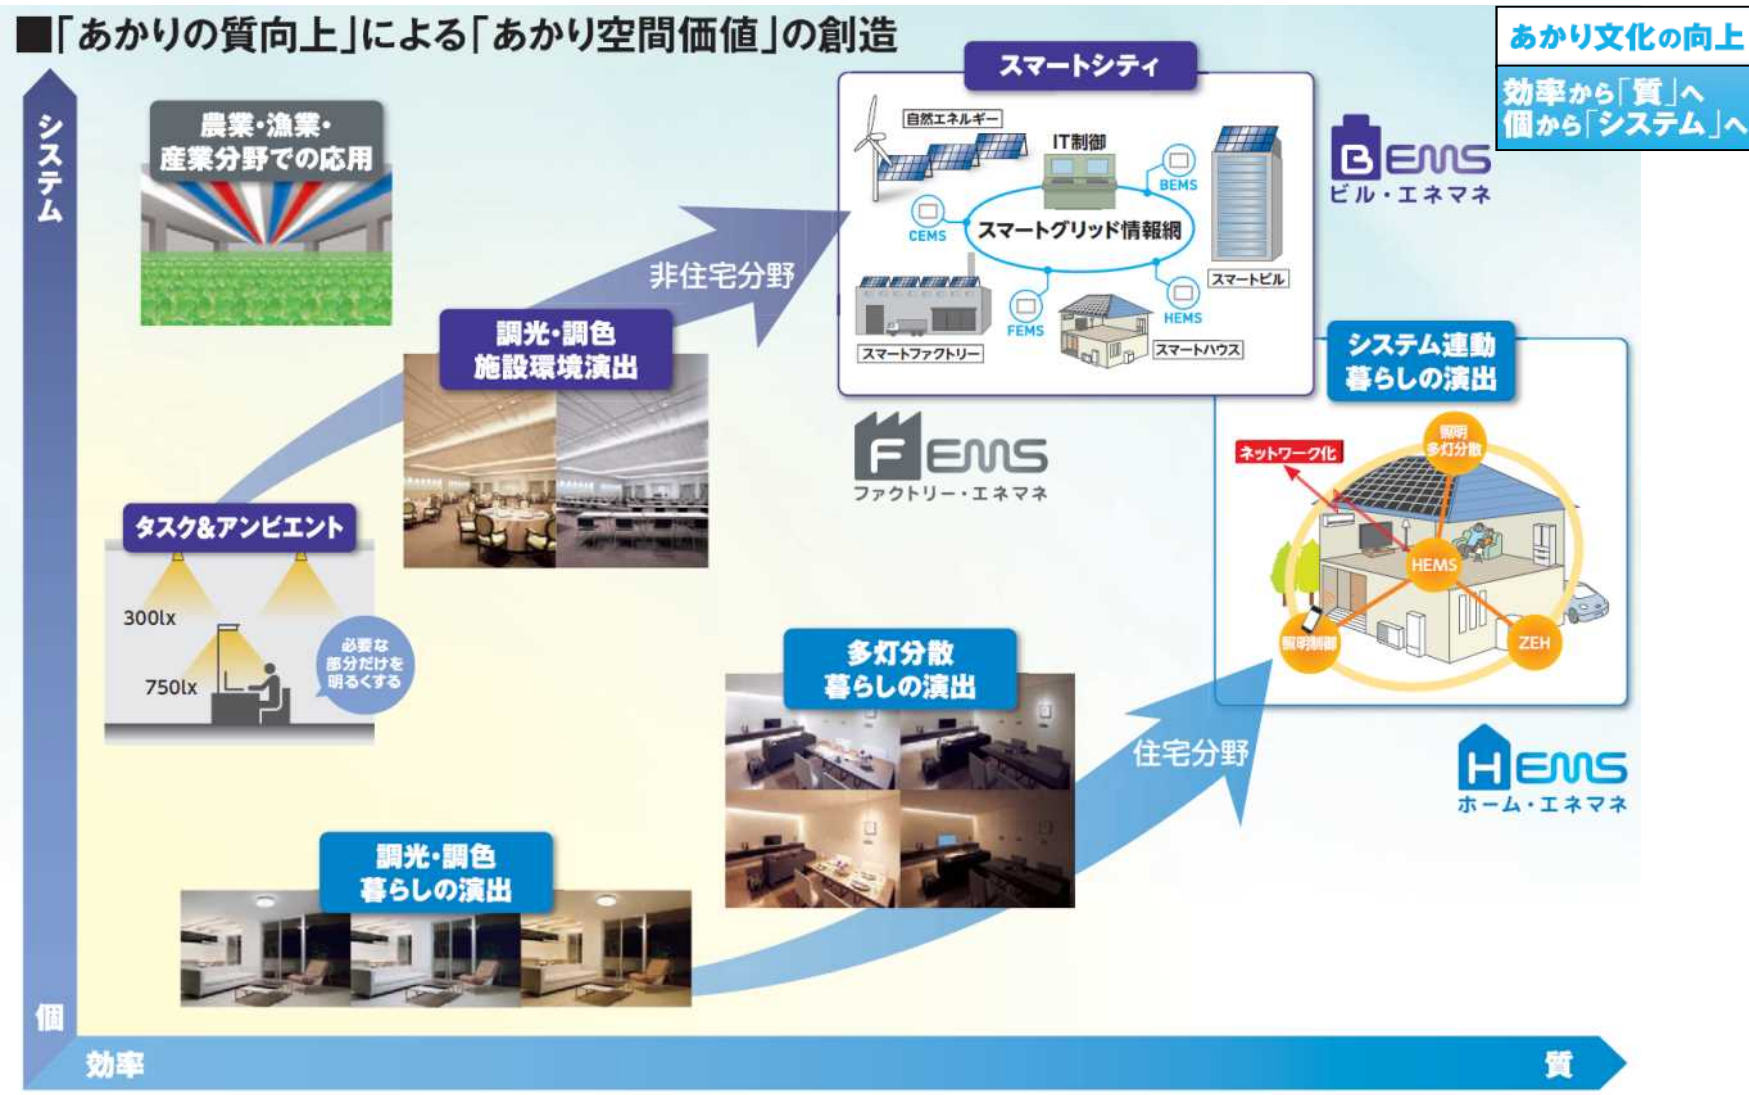 ■「あかりの質向上」による「あかり空間価値」の創造
あかり文化の向上
効率から「質」へ
個から「システム」へ
システム
農業・漁業・
産業分野での応用
スマートシティ
自然エネルギー
IT制御
BEMS
CEMS
スマートグリッド情報網
スマートビル
FEMS
HEMS
スマートファクトリー
スマートハウス
BEMS
ビル・エネマネ
非住宅分野
調光・調色
施設環境演出
FEMS
ファクトリー・エネマネ
システム連動
暮らしの演出
照明
多灯分散
ネットワーク化
HEMS
照明制御
ZEH
タスク&アンビエント
300lx
750lx
必要な
部分だけを
明るくする
多灯分散
暮らしの演出
住宅分野
HEMS
ホーム・エネマネ
調光・調色
暮らしの演出
個
効率
質